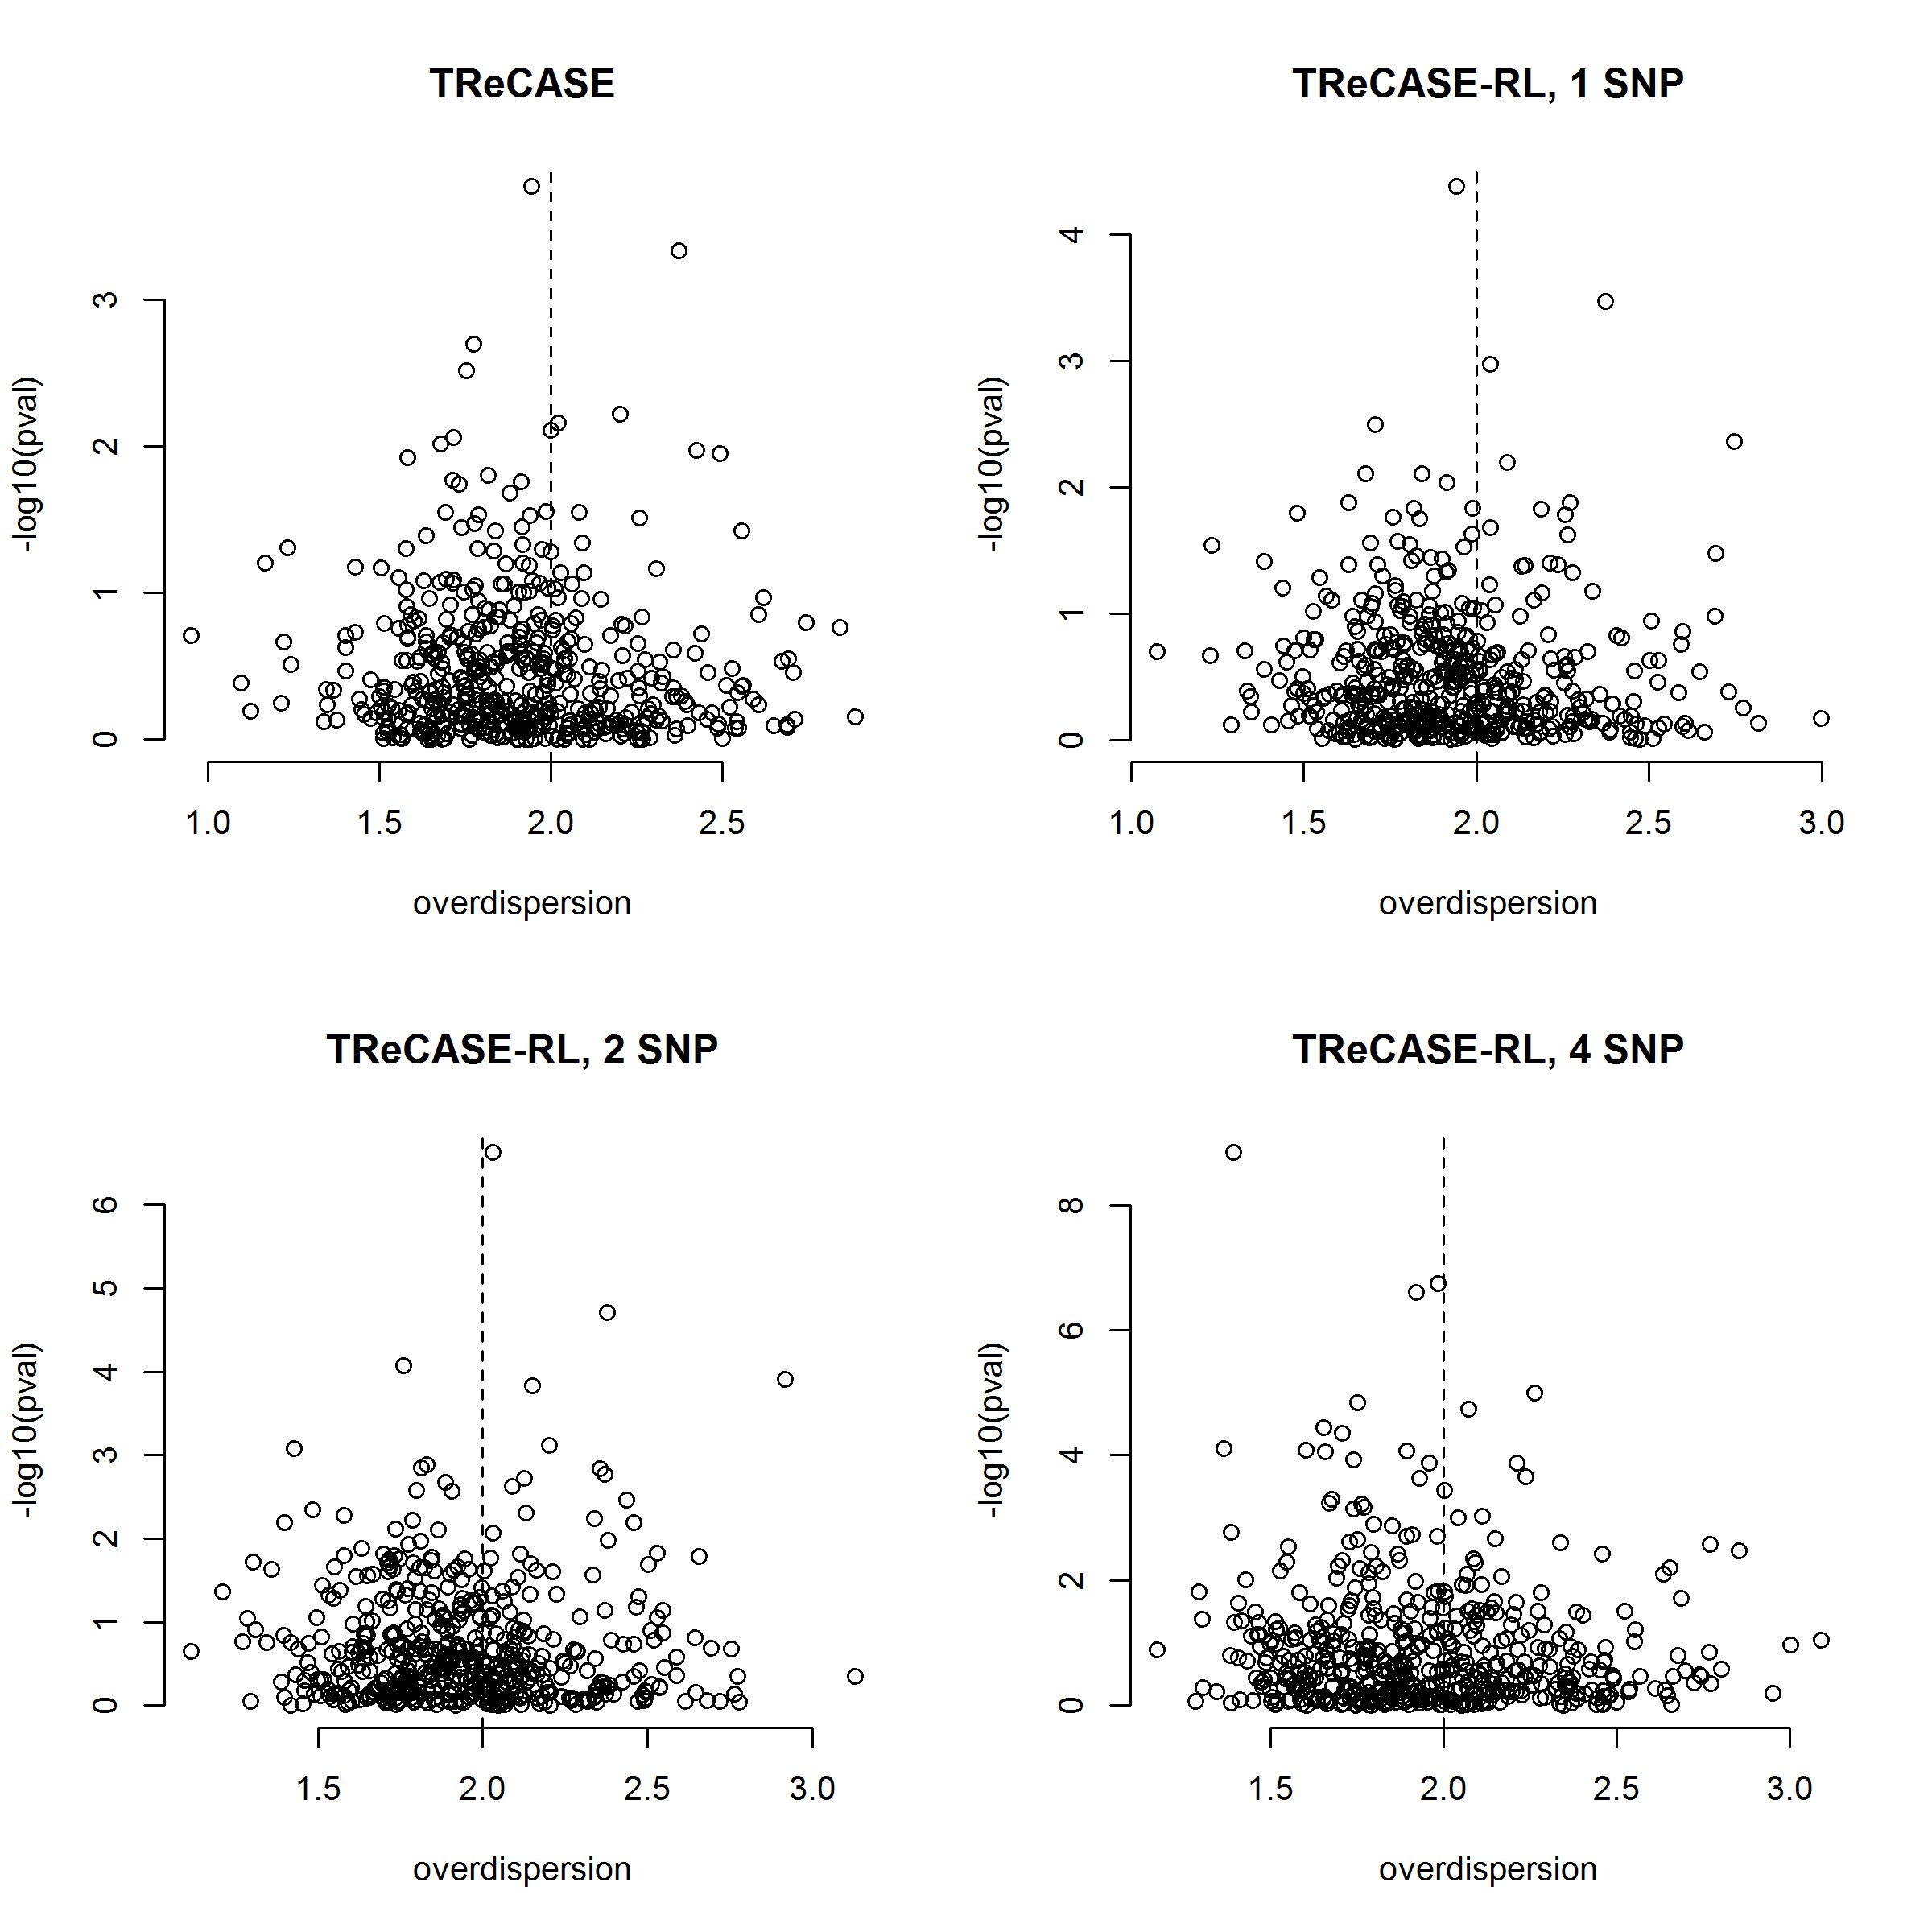 TReCASE
-log10(pval)
3
2
1
0
1.0 1.5 2.0 2.5
overdispersion
TReCASE-RL, 1 SNP
-log10(pval)
4
3
2
1
0
1.0 1.5 2.0 2.5 3.0
overdispersion
TReCASE-RL, 2 SNP
-log10(pval)
6
5
4
3
2
1
0
1.5 2.0 2.5 3.0
overdispersion
TReCASE-RL, 4 SNP
-log10(pval)
8
6
4
2
0
1.5 2.0 2.5 3.0
overdispersion